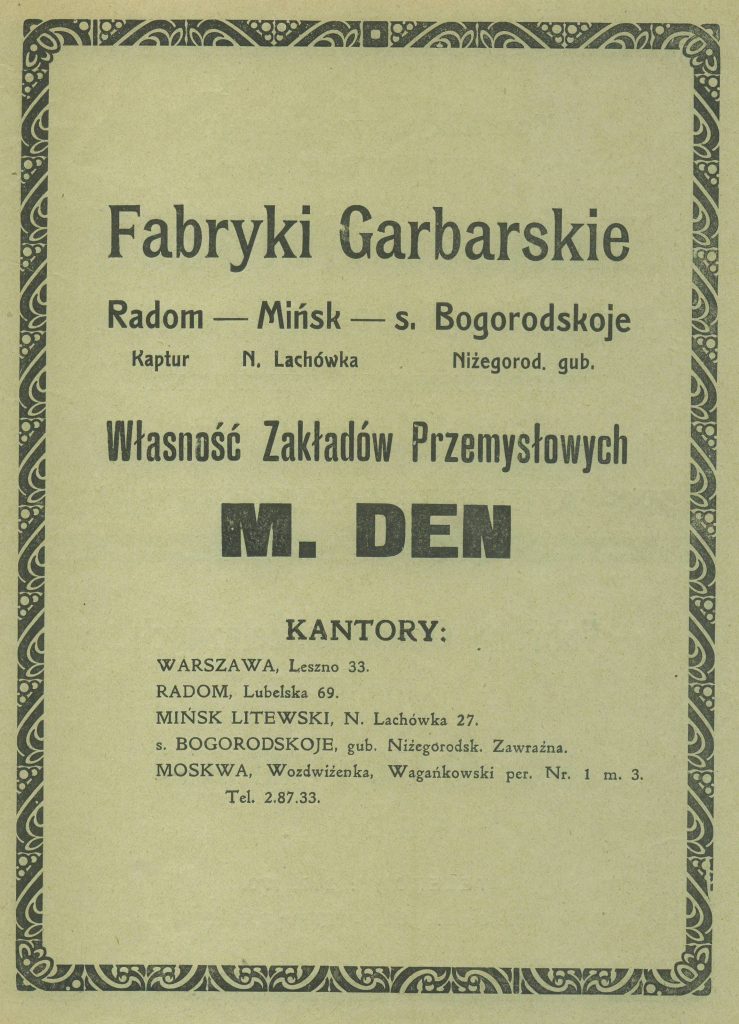 Fabryki Garbarskie
Radom — Mińsk — s. Bogorodskoje
Kaptur N. Lachówka Niżegorod. gub.
Własność Zakładów Przemysłowych
M. DEN
KANTORY:
WARSZAWA, Leszno 33.
RADOM, Lubelska 69.
MIŃSK LITEWSKI, N. Lachówka 27.
s. BOGORODSKOJE, gub. Niżegorodsk. Zawraźna.
MOSKWA, Wozdwiżenka, Wagańkowski per. Nr. 1 m. 3.
Tel. 2.87.33.